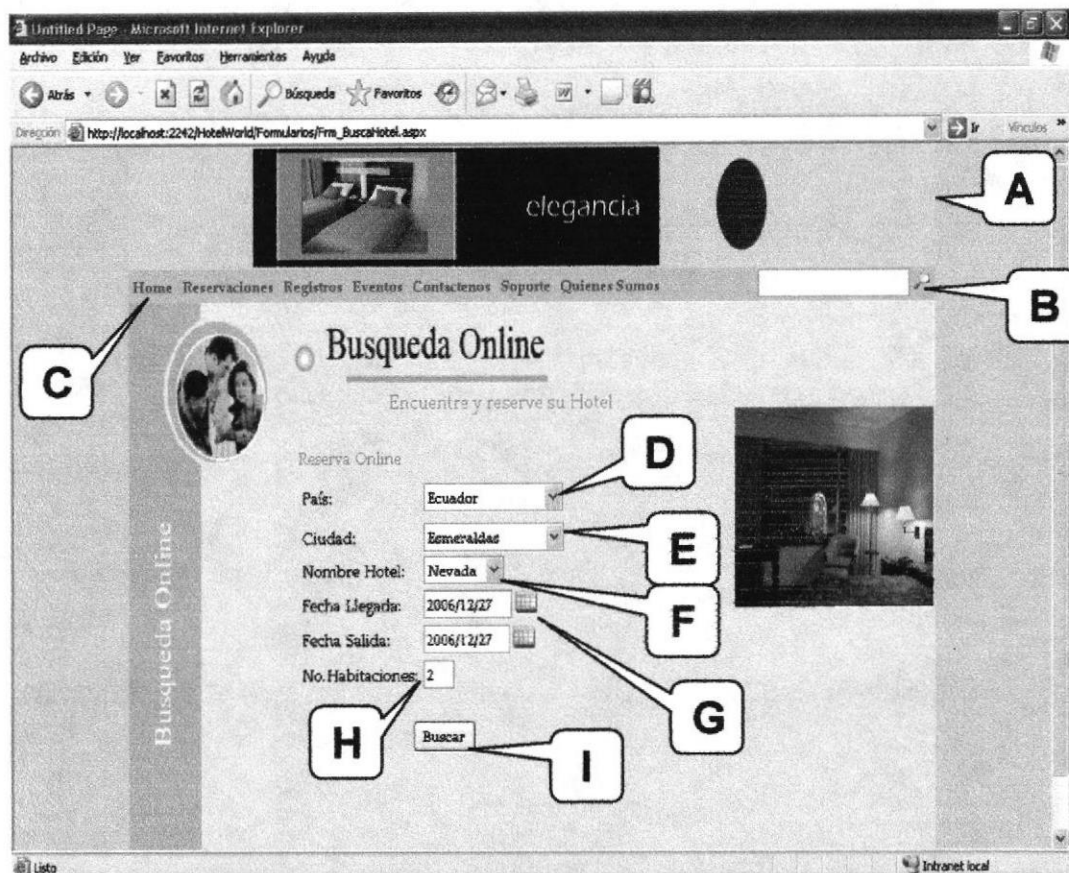 Untitled Page - Microsoft Internet Explorer
Archivo Edición Ver Favoritos Herramientas Ayuda
Atrás Búsqueda Favoritos
Dirección http://localhost:2242/HotelWorld/Formularios/Frm_BuscaHotel.aspx Ir Vínculos »
elegancia
A
Home Reservaciones Registros Eventos Contactenos Soporte Quienes Somos
B
C
Busqueda Online
Encuentre y reserve su Hotel
D
Reserva Online
País: Ecuador
Ciudad: Esmeraldas
E
Nombre Hotel: Nevada
F
Fecha Llegada: 2006/12/27
Fecha Salida: 2006/12/27
G
No.Habitaciones: 2
H
Buscar
I
Busqueda Online
Listo Intranet local